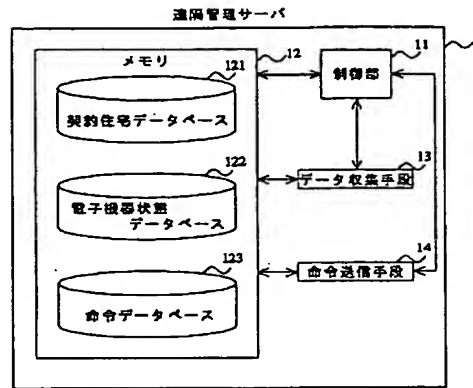 遠隔管理サーバ
メモリ
12
11
制御部
121
契約住宅データベース
122
電子機器状態
データベース
13
データ収集手段
123
命令データベース
14
命令送信手段